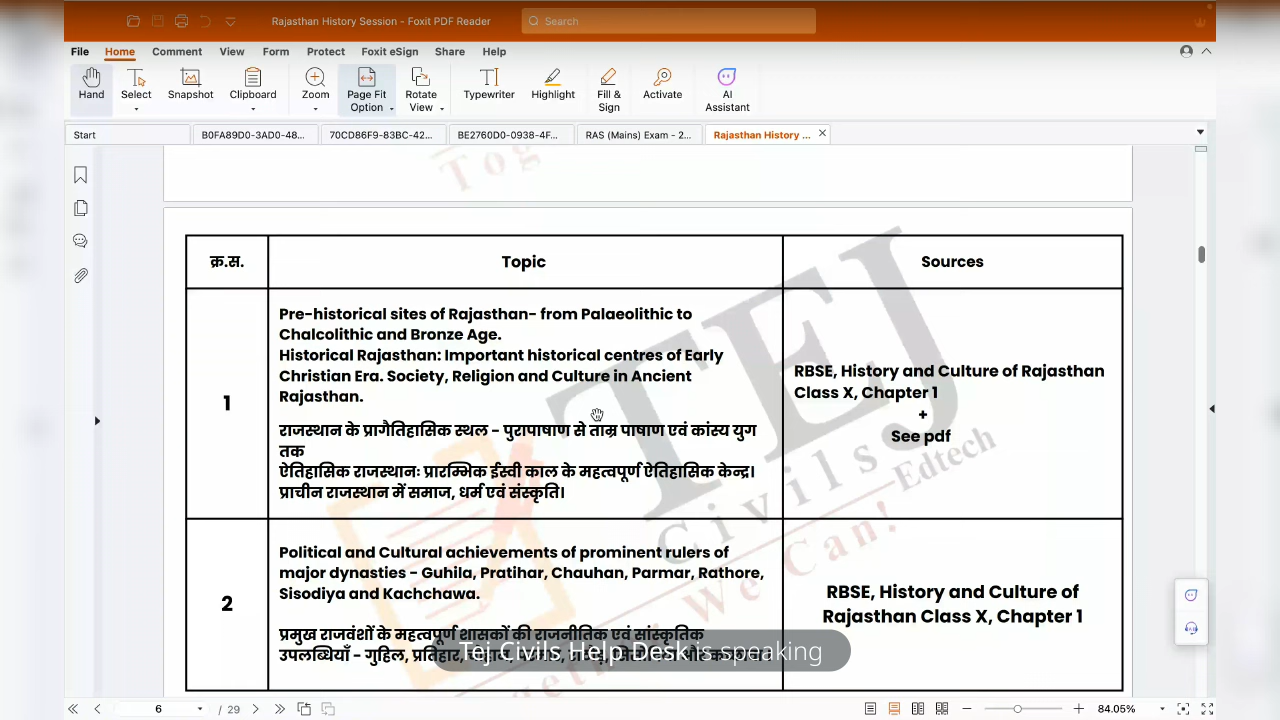 Rajasthan History Session - Foxit PDF Reader
Search
File Home Comment View Form Protect Foxit eSign Share Help
Hand Select Snapshot Clipboard Zoom Page Fit Option Rotate View Typewriter Highlight Fill & Sign Activate AI Assistant
Start B0FA89D0-3AD0-48... 70CD86F9-83BC-42... BE2760D0-0938-4F... RAS (Mains) Exam - 2... Rajasthan History ...
Tog
क्र.स. Topic Sources
1
Pre-historical sites of Rajasthan- from Palaeolithic to
Chalcolithic and Bronze Age.
Historical Rajasthan: Important historical centres of Early
Christian Era. Society, Religion and Culture in Ancient
Rajasthan.
राजस्थान के प्रागैतिहासिक स्थल - पुरापाषाण से ताम्र पाषाण एवं कांस्य युग
तक
ऐतिहासिक राजस्थानः प्रारम्भिक ईस्वी काल के महत्वपूर्ण ऐतिहासिक केन्द्र।
प्राचीन राजस्थान में समाज, धर्म एवं संस्कृति।
RBSE, History and Culture of Rajasthan
Class X, Chapter 1
+
See pdf
2
Political and Cultural achievements of prominent rulers of
major dynasties - Guhila, Pratihar, Chauhan, Parmar, Rathore,
Sisodiya and Kachchawa.
प्रमुख राजवंशों के महत्वपूर्ण शासकों की राजनीतिक एवं सांस्कृतिक
उपलब्धियाँ - गुहिल, प्रतिहार,
RBSE, History and Culture of
Rajasthan Class X, Chapter 1
TEJ
Civils
Edtech
We Can!
Tej Civils Help Desk is speaking
6 / 29 84.05%